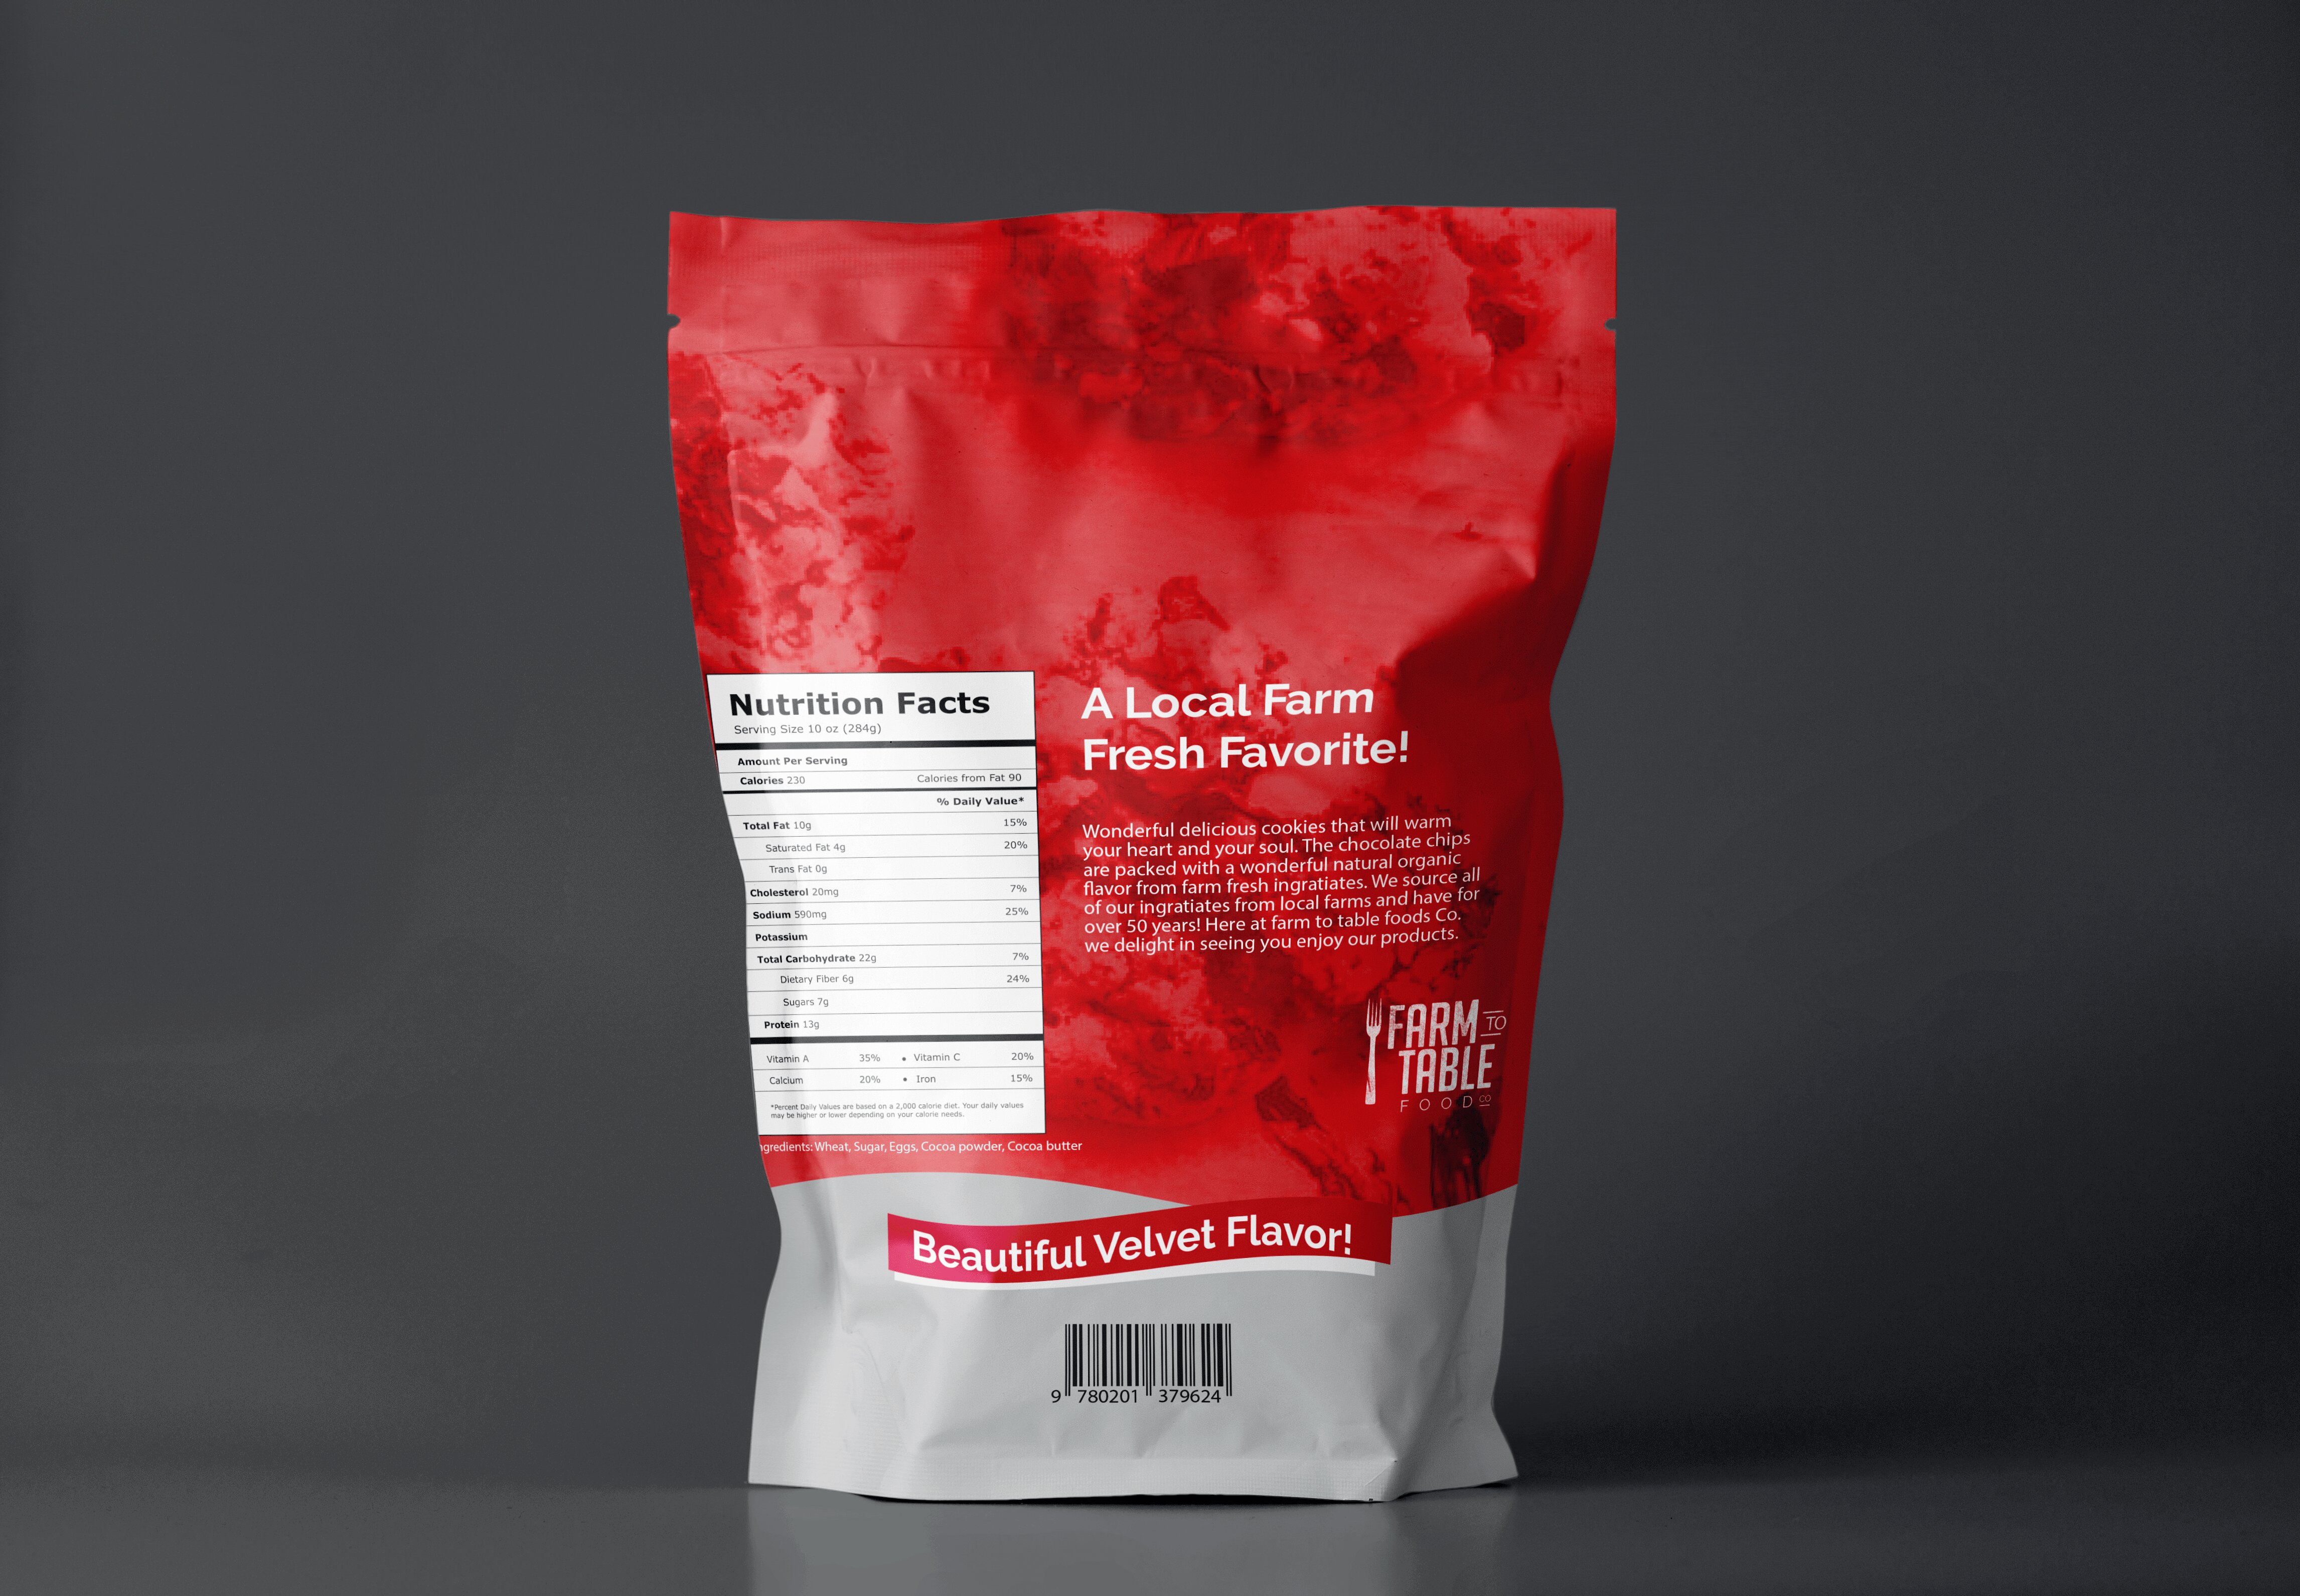 Nutrition Facts
Serving Size 10 oz (284g)
Amount Per Serving
Calories 230 Calories from Fat 90
% Daily Value*
Total Fat 10g 15%
Saturated Fat 4g 20%
Trans Fat 0g
Cholesterol 20mg 7%
Sodium 590mg 25%
Potassium
Total Carbohydrate 22g 7%
Dietary Fiber 6g 24%
Sugars 7g
Protein 13g
Vitamin A 35% • Vitamin C 20%
Calcium 20% • Iron 15%
*Percent Daily Values are based on a 2,000 calorie diet. Your daily values
may be higher or lower depending on your calorie needs.
ngredients: Wheat, Sugar, Eggs, Cocoa powder, Cocoa butter
A Local Farm
Fresh Favorite!
Wonderful delicious cookies that will warm
your heart and your soul. The chocolate chips
are packed with a wonderful natural organic
flavor from farm fresh ingratiates. We source all
of our ingratiates from local farms and have for
over 50 years! Here at farm to table foods Co.
we delight in seeing you enjoy our products.
FARM TO
TABLE
FOOD CO
Beautiful Velvet Flavor!
9 780201 379624